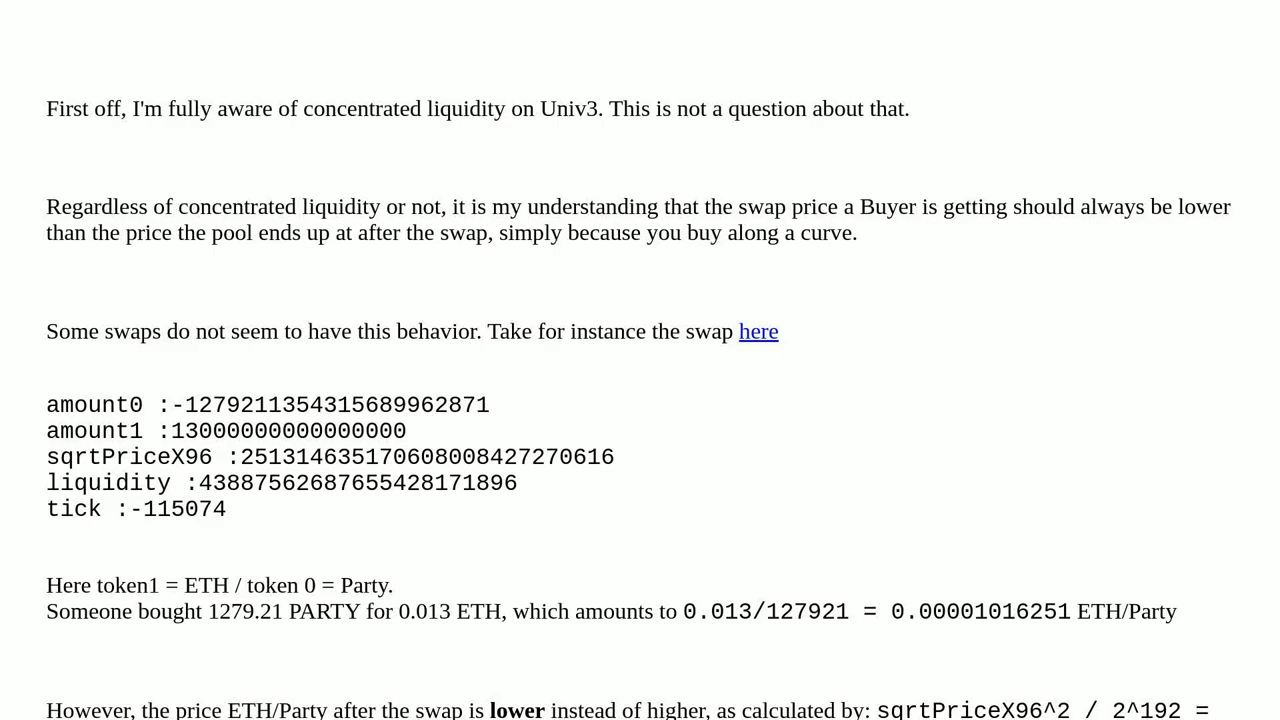 First off, I'm fully aware of concentrated liquidity on Univ3. This is not a question about that.
Regardless of concentrated liquidity or not, it is my understanding that the swap price a Buyer is getting should always be lower
than the price the pool ends up at after the swap, simply because you buy along a curve.
Some swaps do not seem to have this behavior. Take for instance the swap here
amount0 :-1279211354315689962871
amount1 :13000000000000000
sqrtPriceX96 :251314635170608008427270616
liquidity :43887562687655428171896
tick :-115074
Here token1 = ETH / token 0 = Party.
Someone bought 1279.21 PARTY for 0.013 ETH, which amounts to 0.013/127921 = 0.00001016251 ETH/Party
However, the price ETH/Party after the swap is lower instead of higher, as calculated by: sqrtPriceX96^2 / 2^192 =